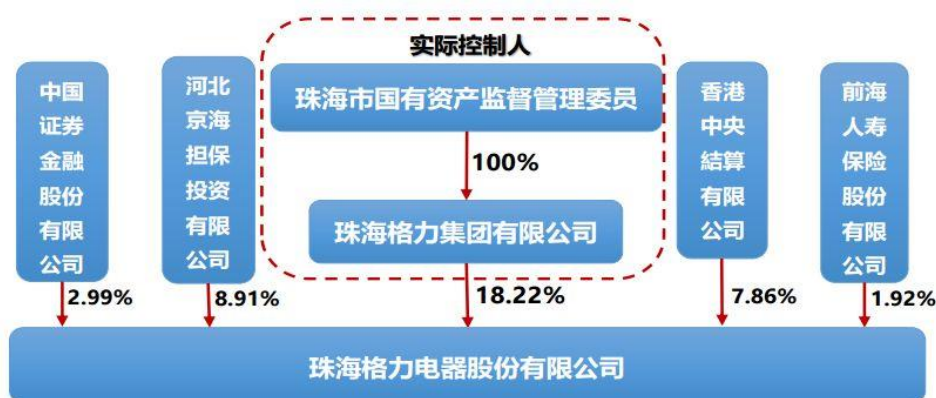 实际控制人
珠海市国有资产监督管理委员
100%
珠海格力集团有限公司
中国
证券
金融
股份
有限
公司
2.99%
河北
京海
担保
投资
有限
公司
8.91%
18.22%
香港
中央
結算
有限
公司
7.86%
前海
人寿
保险
股份
有限
公司
1.92%
珠海格力电器股份有限公司